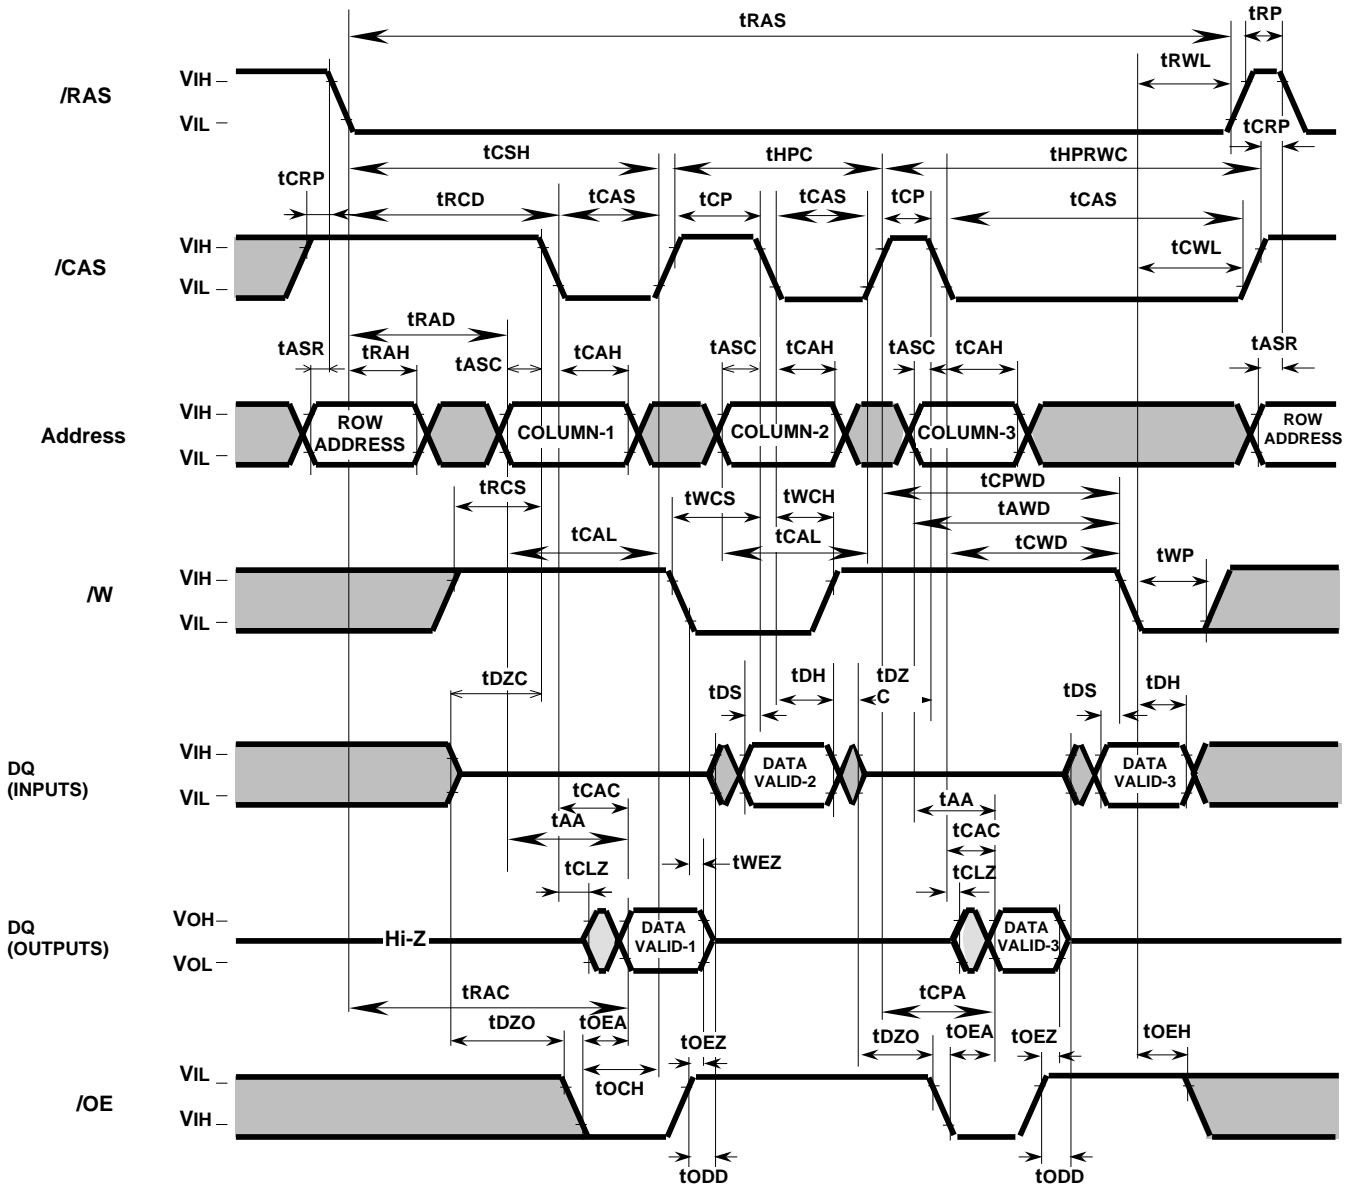 tRAS
tRP
tRWL
/RAS
VIH
VIL
tCRP
tCSH
tHPC
tHPRWC
tCRP
tRCD
tCAS
tCP
tCAS
tCP
tCAS
/CAS
VIH
VIL
tCWL
tRAD
tASR
tRAH
tASC
tCAH
tASC
tCAH
tASC
tCAH
tASR
Address
VIH
VIL
ROW
ADDRESS
COLUMN-1
COLUMN-2
COLUMN-3
ROW
ADDRESS
tRCS
tWCS
tWCH
tCPWD
tAWD
tCAL
tCAL
tCWD
tWP
/W
VIH
VIL
tDZC
tDS
tDH
tDZ
C
tDS
tDH
DQ
(INPUTS)
VIH
VIL
DATA
VALID-2
DATA
VALID-3
tCAC
tAA
tWEZ
tCLZ
tAA
tCAC
tCLZ
DQ
(OUTPUTS)
VOH
VOL
Hi-Z
DATA
VALID-1
DATA
VALID-3
tRAC
tCPA
tDZO
tOEA
tOEZ
tDZO
tOEA
tOEZ
tOEH
tOCH
/OE
VIL
VIH
tODD
tODD